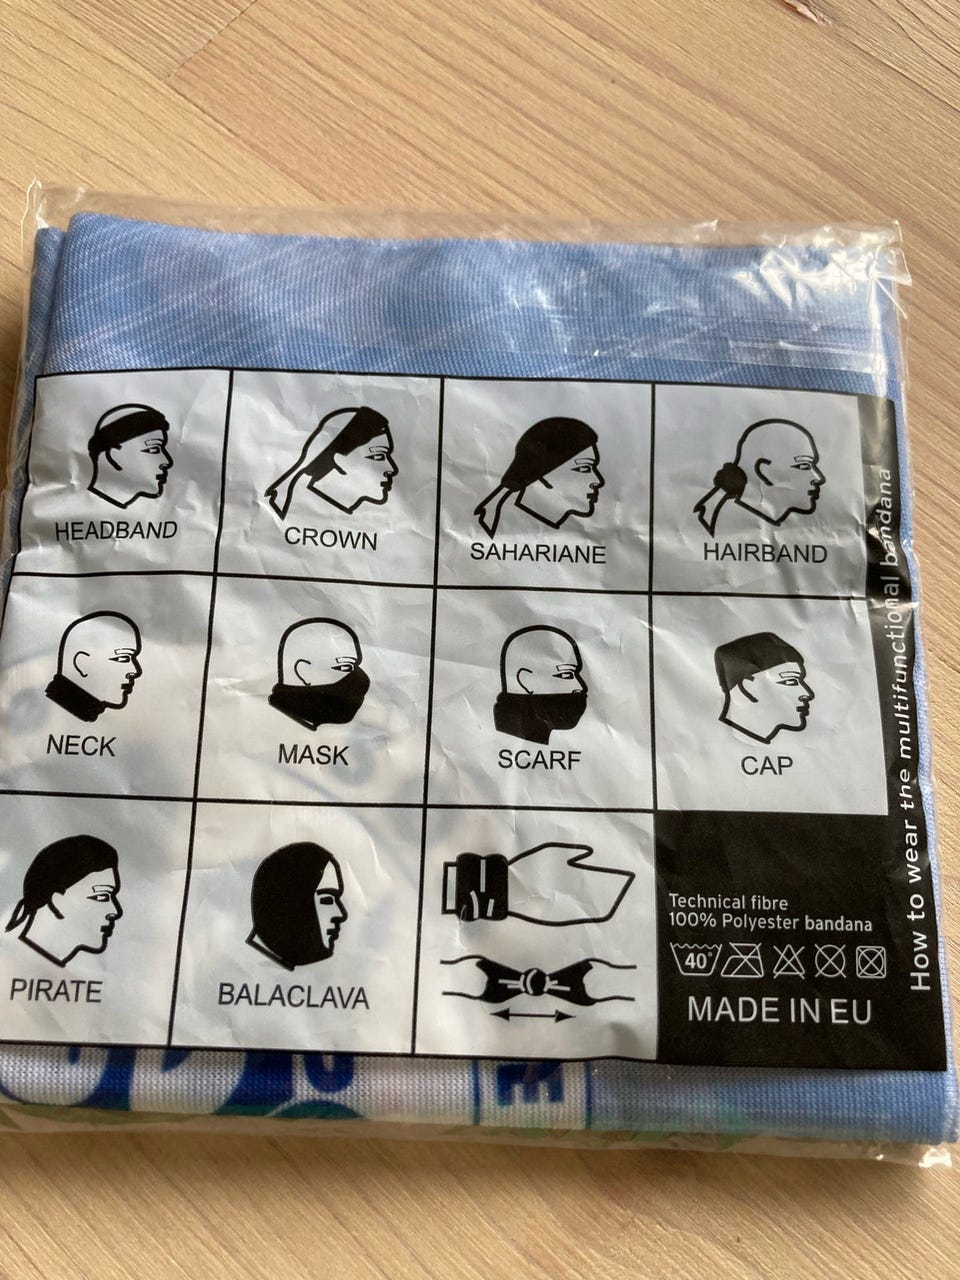 HEADBAND
CROWN
SAHARIANE
HAIRBAND
NECK
MASK
SCARF
CAP
PIRATE
BALACLAVA
Technical fibre
100% Polyester bandana
40°
MADE IN EU
How to wear the multifunctional bandana